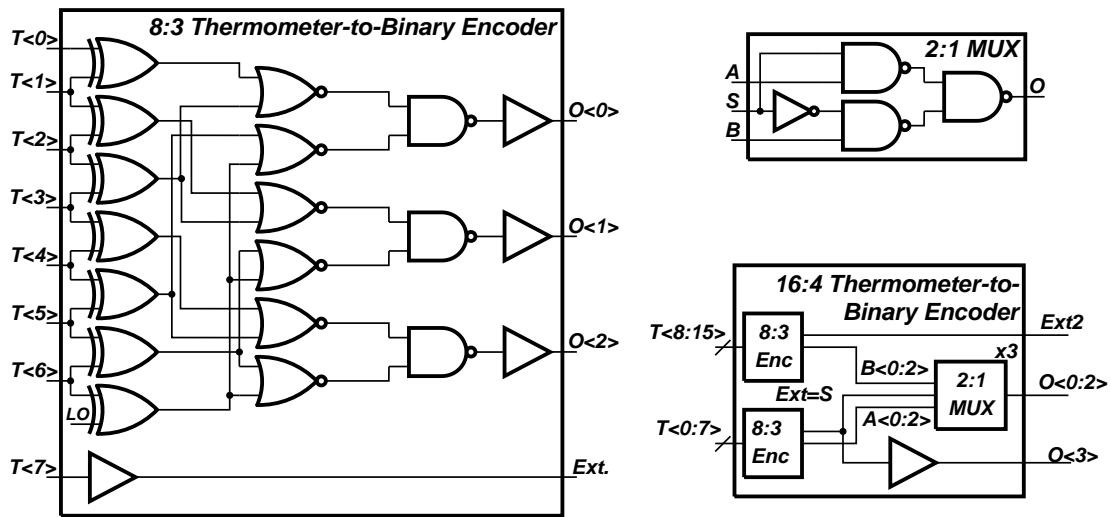 8:3 Thermometer-to-Binary Encoder
T<0>
T<1>
T<2>
T<3>
T<4>
T<5>
T<6>
LO
T<7>
O<0>
O<1>
O<2>
Ext.
2:1 MUX
A
S
B
O
16:4 Thermometer-to-
Binary Encoder
T<8:15>
8:3
Enc
Ext2
x3
B<0:2>
2:1
MUX
O<0:2>
Ext=S
A<0:2>
T<0:7>
8:3
Enc
O<3>